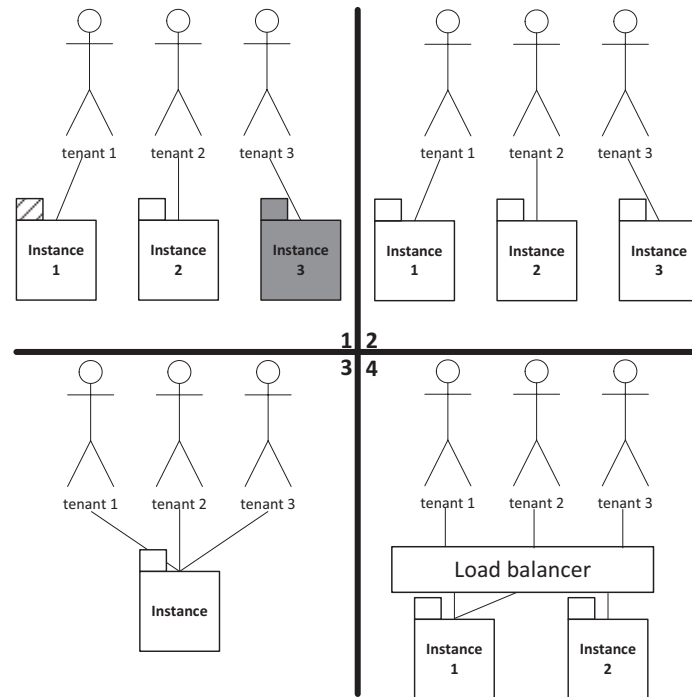 tenant 1 tenant 2 tenant 3
Instance 1 Instance 2 Instance 3
tenant 1 tenant 2 tenant 3
Instance 1 Instance 2 Instance 3
1 2
3 4
tenant 1 tenant 2 tenant 3
Instance
tenant 1 tenant 2 tenant 3
Load balancer
Instance 1 Instance 2